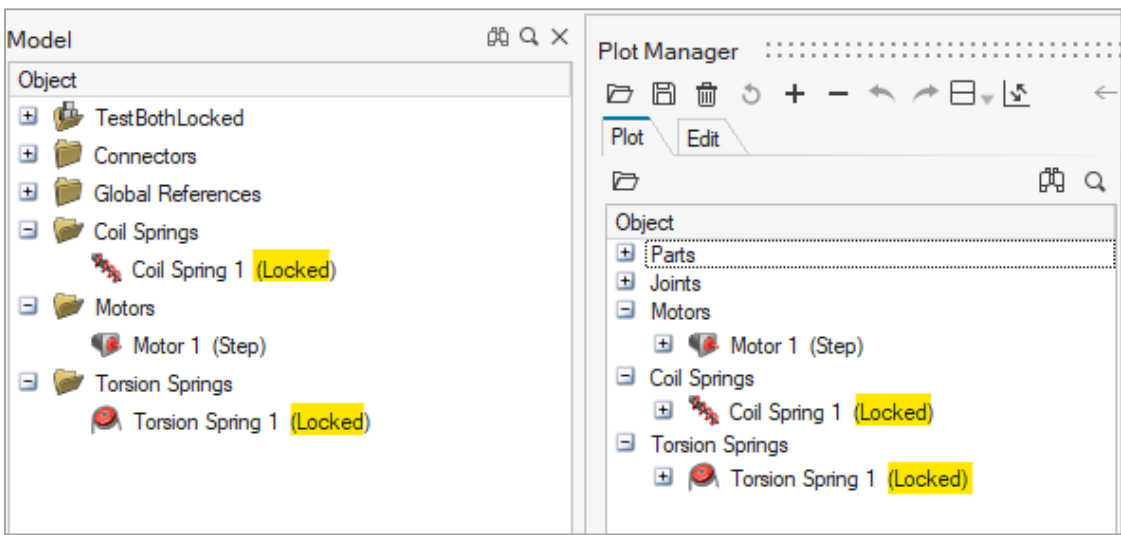 Model
Object
TestBothLocked
Connectors
Global References
Coil Springs
Coil Spring 1 (Locked)
Motors
Motor 1 (Step)
Torsion Springs
Torsion Spring 1 (Locked)
Plot Manager
Plot Edit
Object
Parts
Joints
Motors
Motor 1 (Step)
Coil Springs
Coil Spring 1 (Locked)
Torsion Springs
Torsion Spring 1 (Locked)